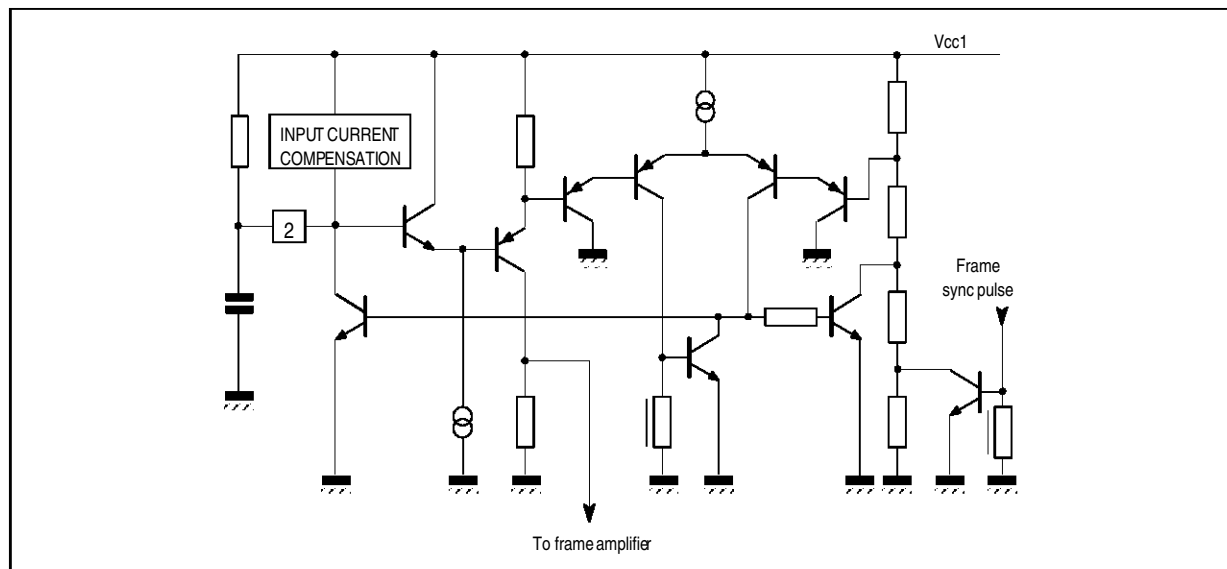 Vcc1
INPUT CURRENT
COMPENSATION
2
Frame
sync pulse
To frame amplifier